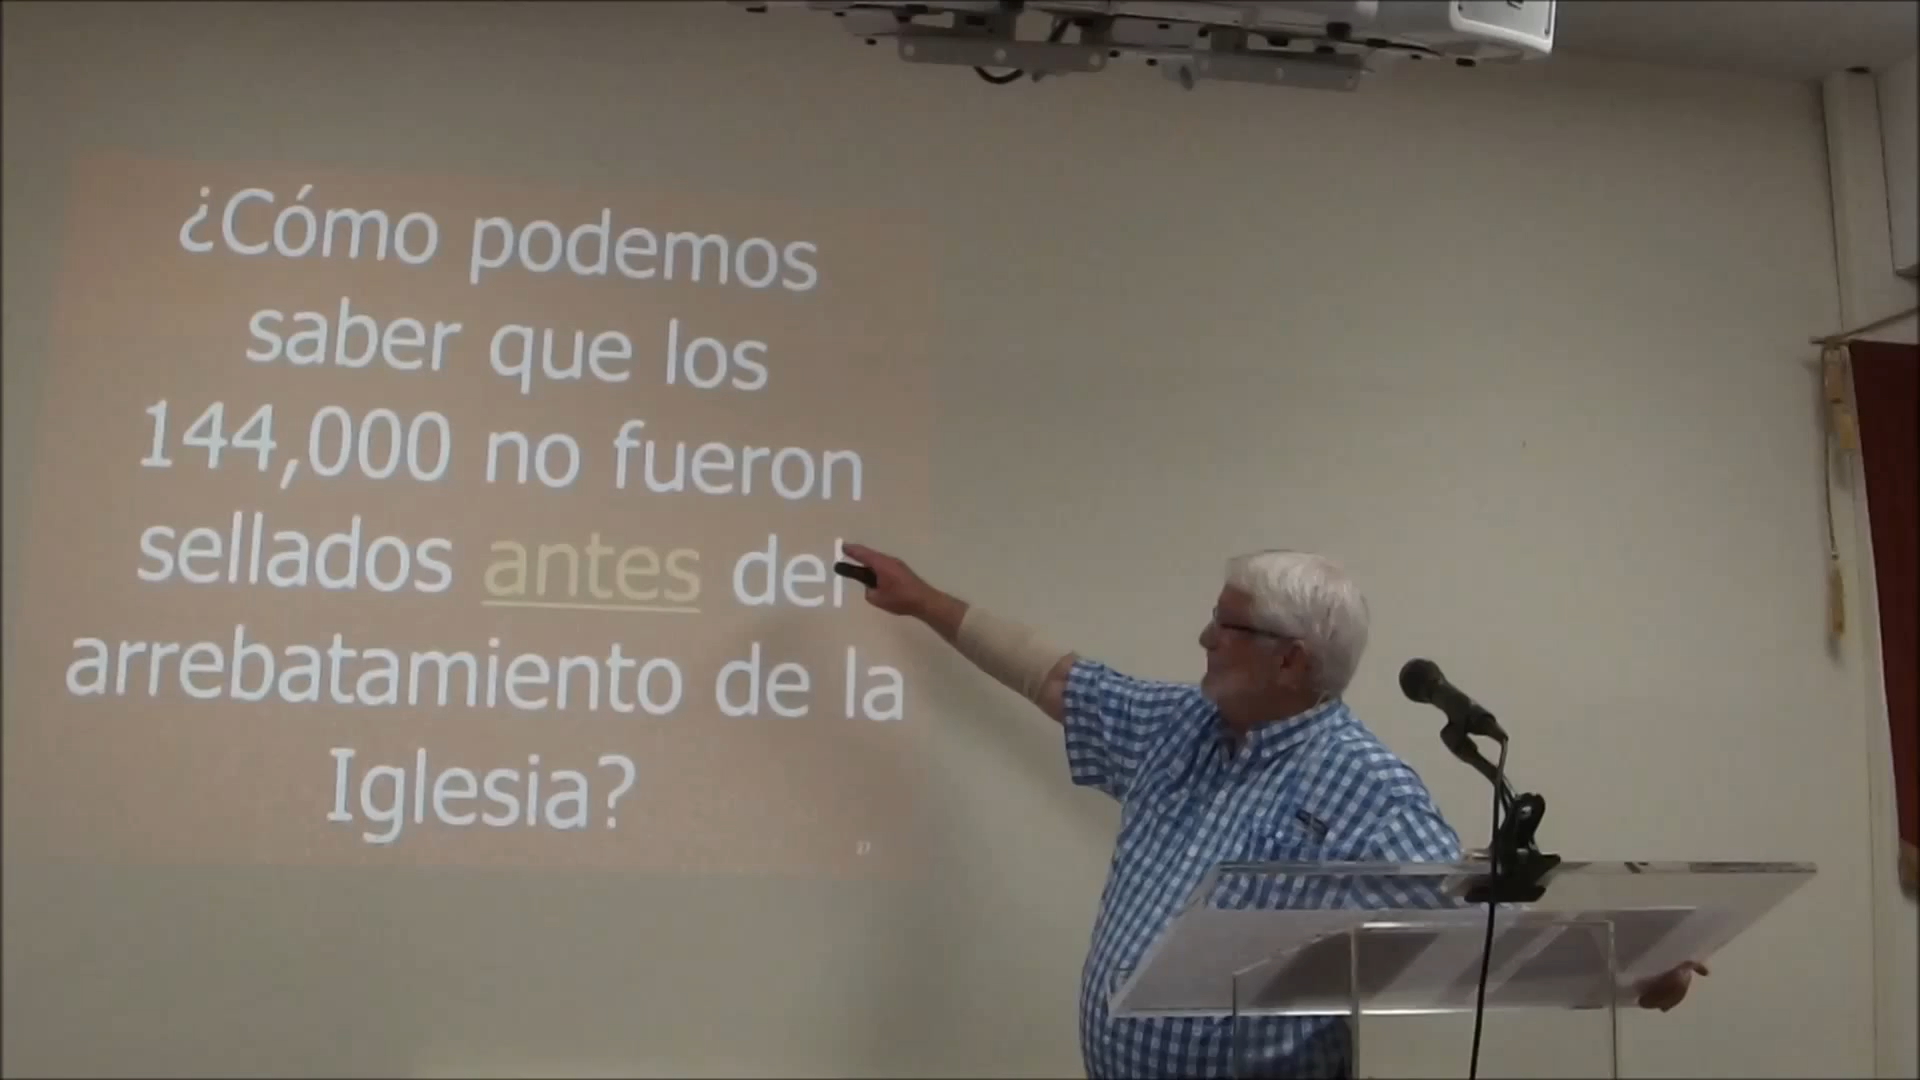 ¿Cómo podemos
saber que los
144,000 no fueron
sellados antes del
arrebatamiento de la
Iglesia?